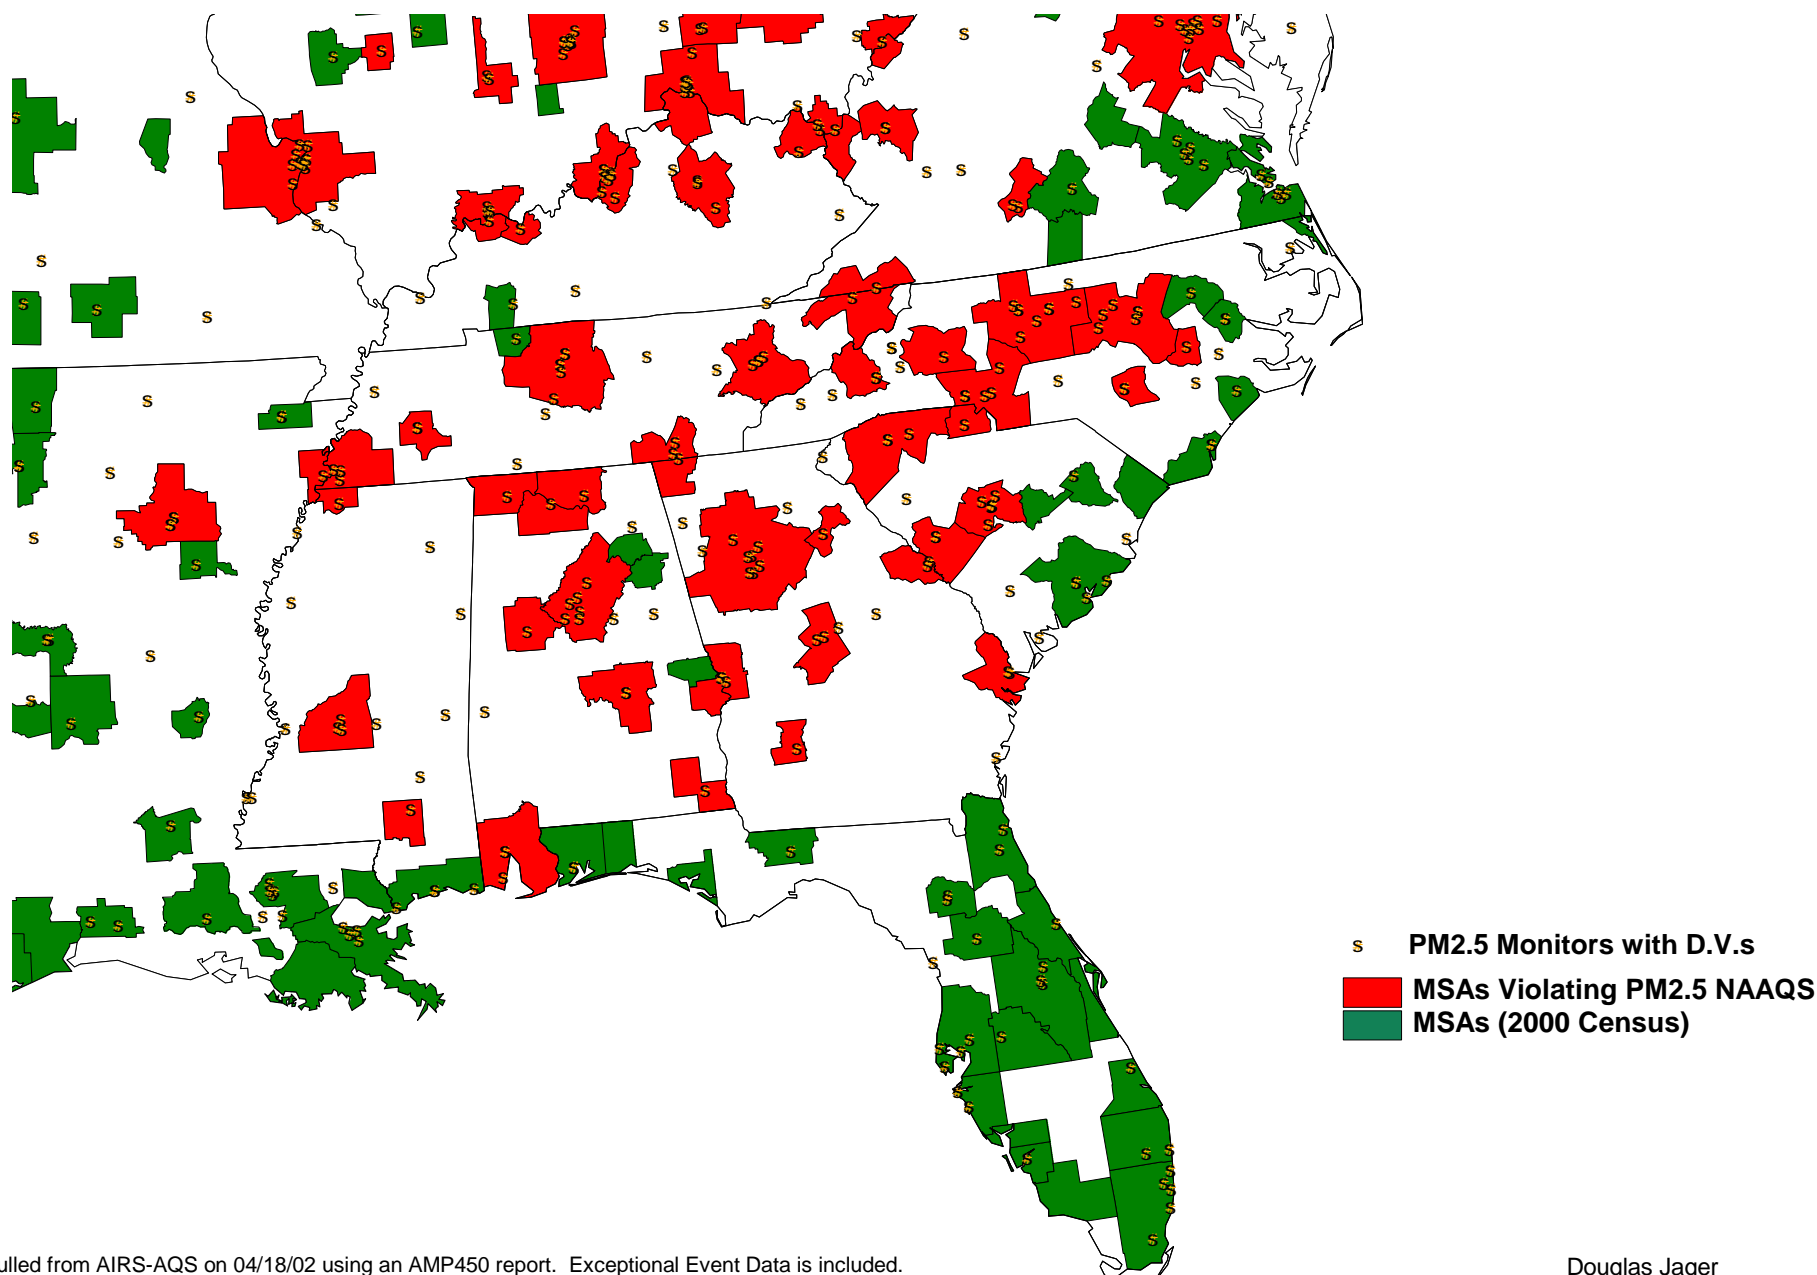 S PM2.5 Monitors with D.V.s
MSAs Violating PM2.5 NAAQS
MSAs (2000 Census)
ulled from AIRS-AQS on 04/18/02 using an AMP450 report. Exceptional Event Data is included.
Douglas Jager